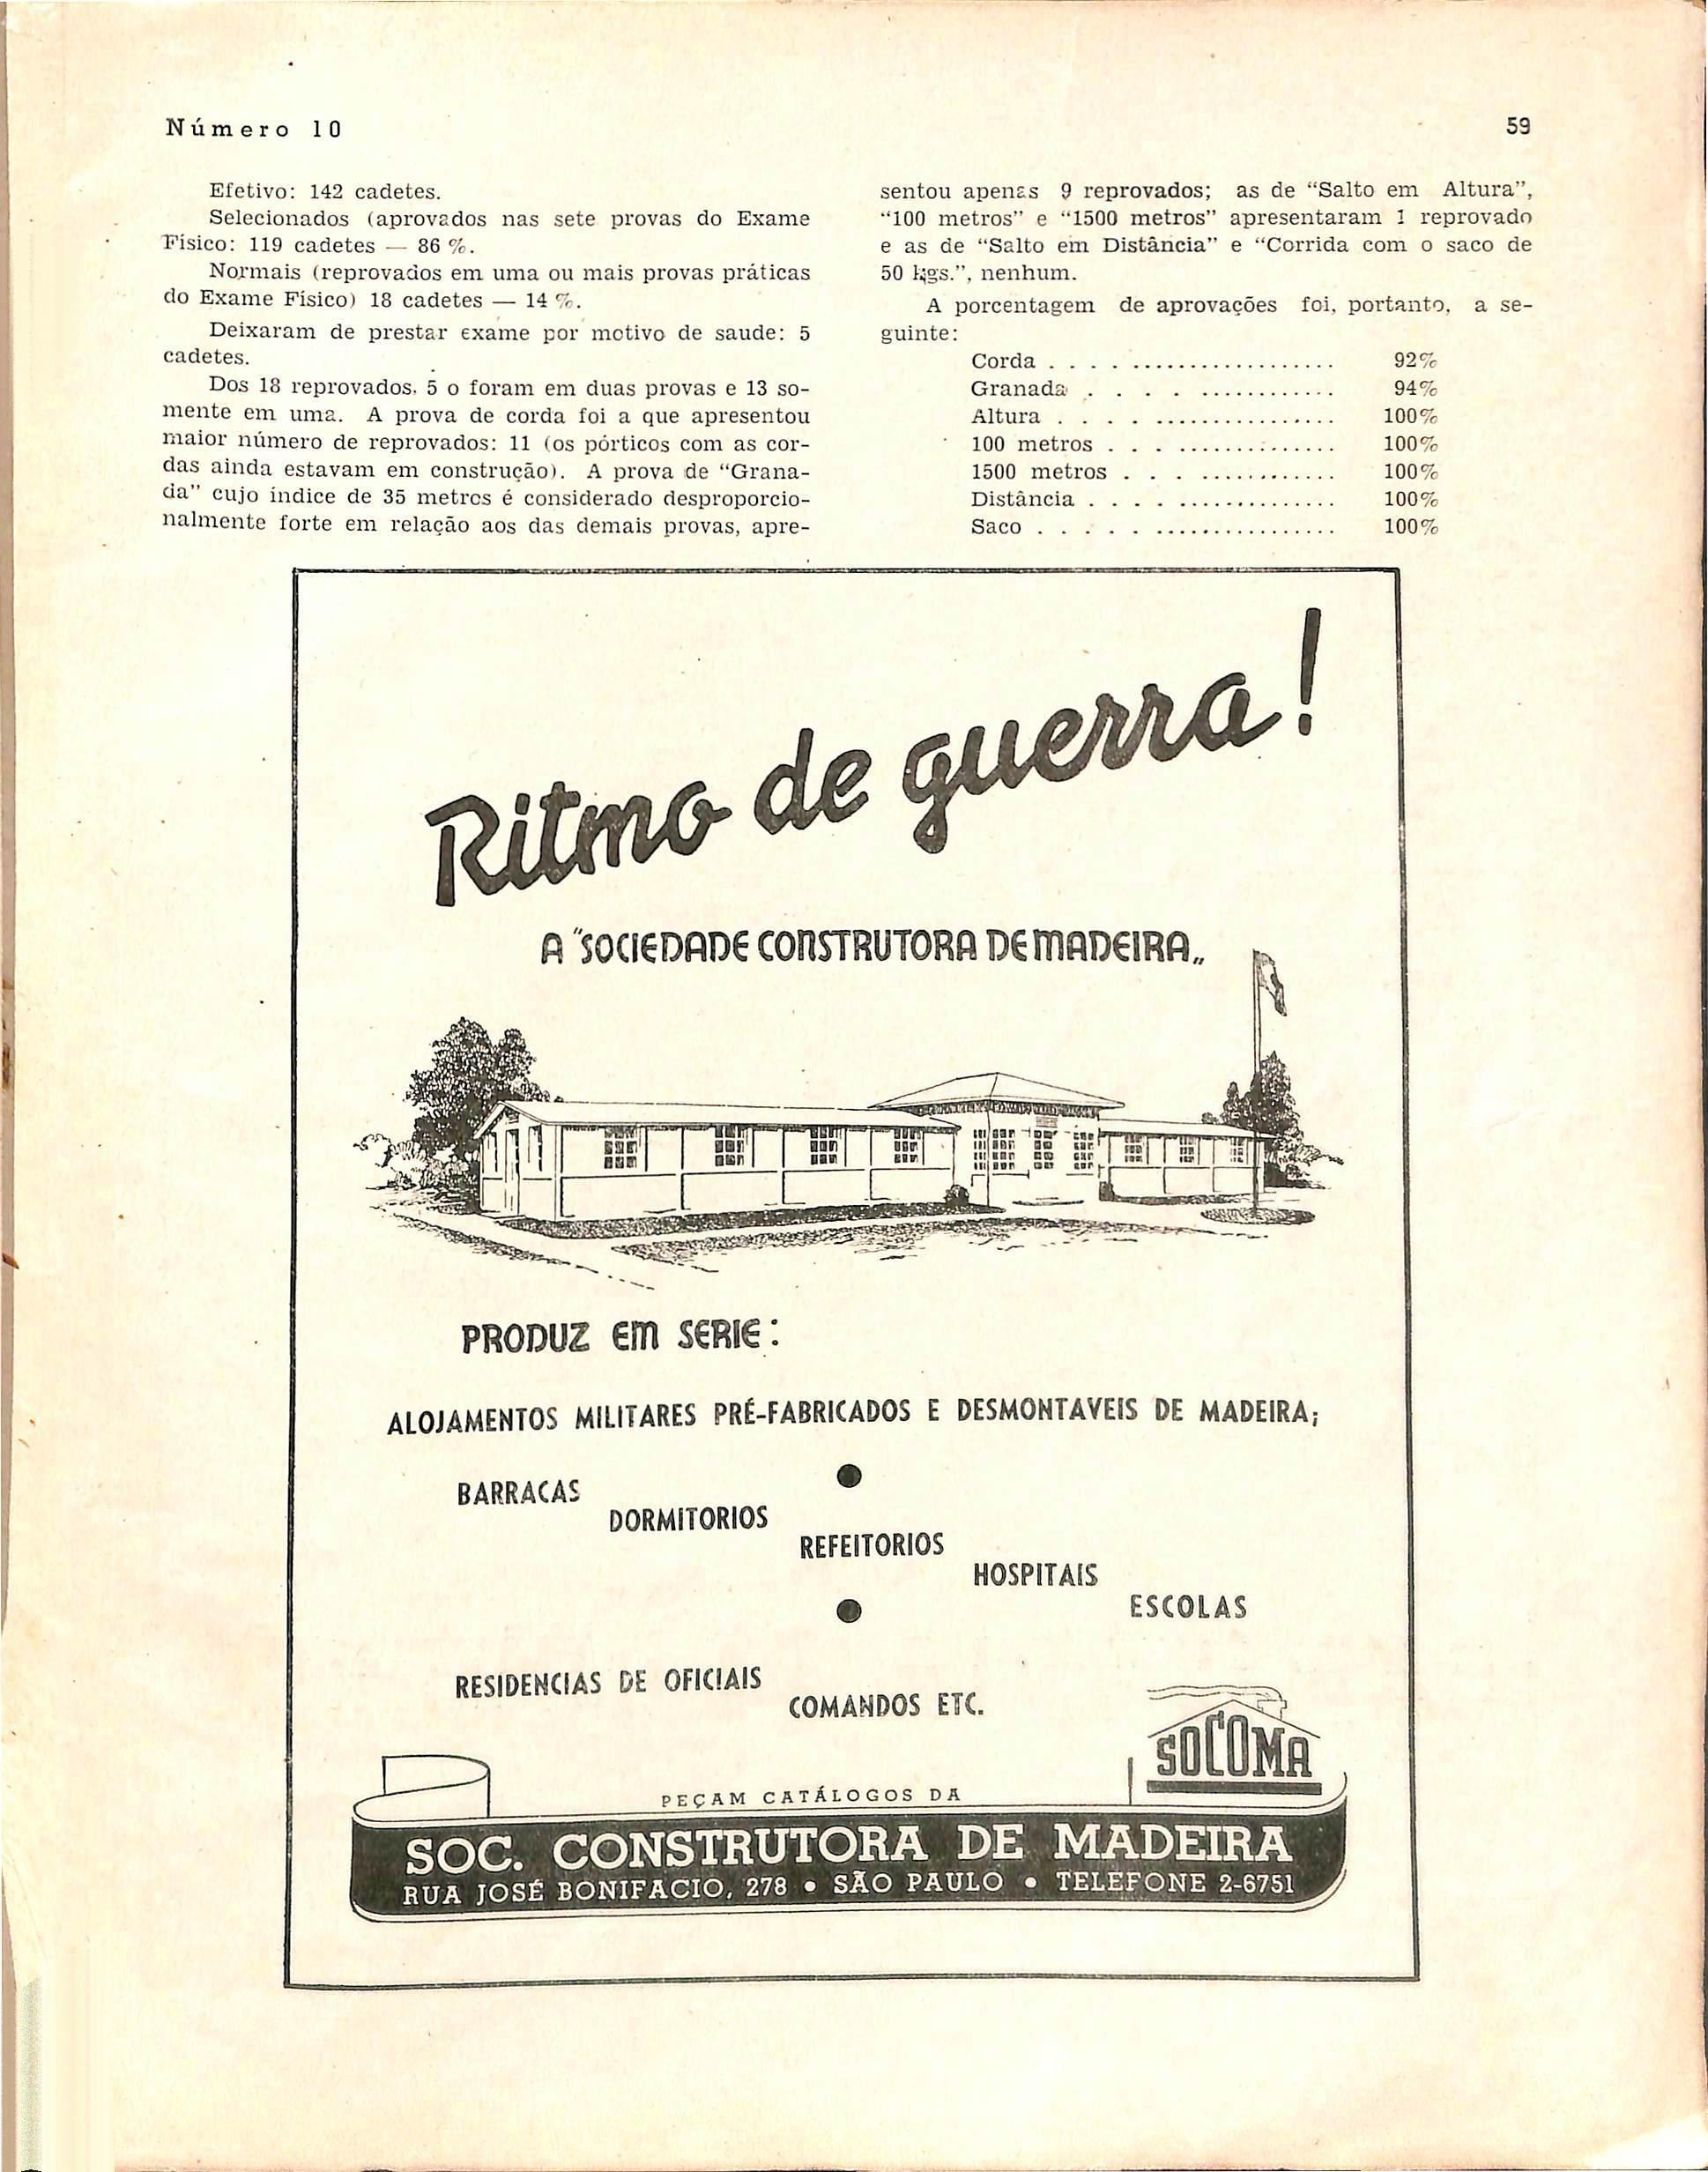 Número 10
59
Efetivo: 142 cadetes.
Selecionados (aprovados nas sete provas do Exame
Físico: 119 cadetes — 86 %.
Normais (reprovados em uma ou mais provas práticas
do Exame Físico) 18 cadetes — 14 %.
Deixaram de prestar exame por motivo de saude: 5
cadetes.
Dos 18 reprovados, 5 o foram em duas provas e 13 so-
mente em uma. A prova de corda foi a que apresentou
maior número de reprovados: 11 (os pórticos com as cor-
das ainda estavam em construção). A prova de "Grana-
da" cujo índice de 35 metros é considerado desproporcio-
nalmente forte em relação aos das demais provas, apre-
sentou apenas 9 reprovados; as de "Salto em Altura",
"100 metros" e "1500 metros" apresentaram 1 reprovado
e as de "Salto em Distância" e "Corrida com o saco de
50 kgs.", nenhum.
A porcentagem de aprovações foi, portanto, a se-
guinte:
Corda . . . . .................. 92%
Granada . . . . ............ 94%
Altura . . . . ................ 100%
100 metros . . . .............. 100%
1500 metros . . . ............ 100%
Distância . . . . .............. 100%
Saco . . . . . ................ 100%
Ritmo de guerra!
A "SOCIEDADE CONSTRUTORA DE MADEIRA„
PRODUZ EM SERIE:
ALOJAMENTOS MILITARES PRÉ-FABRICADOS E DESMONTAVEIS DE MADEIRA;
BARRACAS
DORMITORIOS
REFEITORIOS
HOSPITAIS
ESCOLAS
RESIDENCIAS DE OFICIAIS
COMANDOS ETC.
SOCOMA
PEÇAM CATÁLOGOS DA
SOC. CONSTRUTORA DE MADEIRA
RUA JOSÉ BONIFACIO, 278 • SÃO PAULO • TELEFONE 2-6751